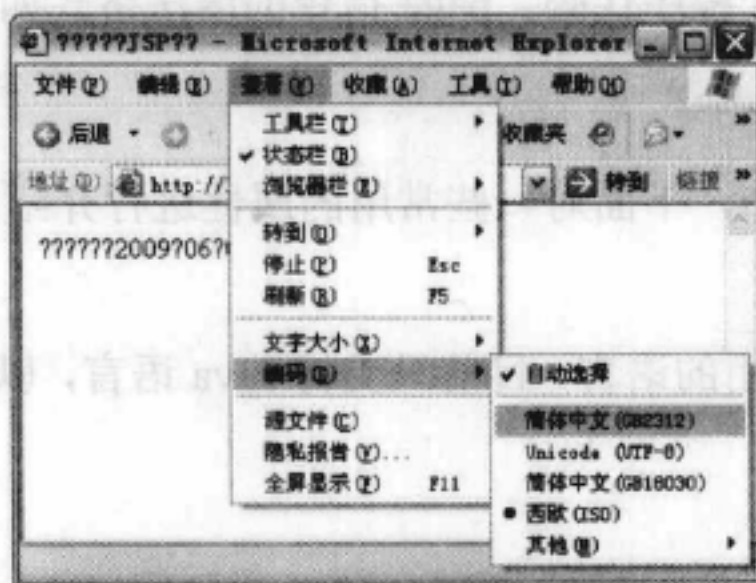 ?????JSP?? - Microsoft Internet Explorer
文件(F) 编辑(E) 查看(V) 收藏(A) 工具(T) 帮助(H)
后退 收藏夹 »
地址(D) http:// 转到 链接 »
??????2009?06?
工具栏(T)
✓ 状态栏(B)
浏览器栏(E)
转到(O)
停止(P) Esc
刷新(R) F5
文字大小(X)
编码(D)
源文件(C)
隐私报告(V)...
全屏显示(F) F11
✓ 自动选择
简体中文(GB2312)
Unicode (UTF-8)
简体中文(GB18030)
● 西欧(ISO)
其他(M)
的 va 语言,